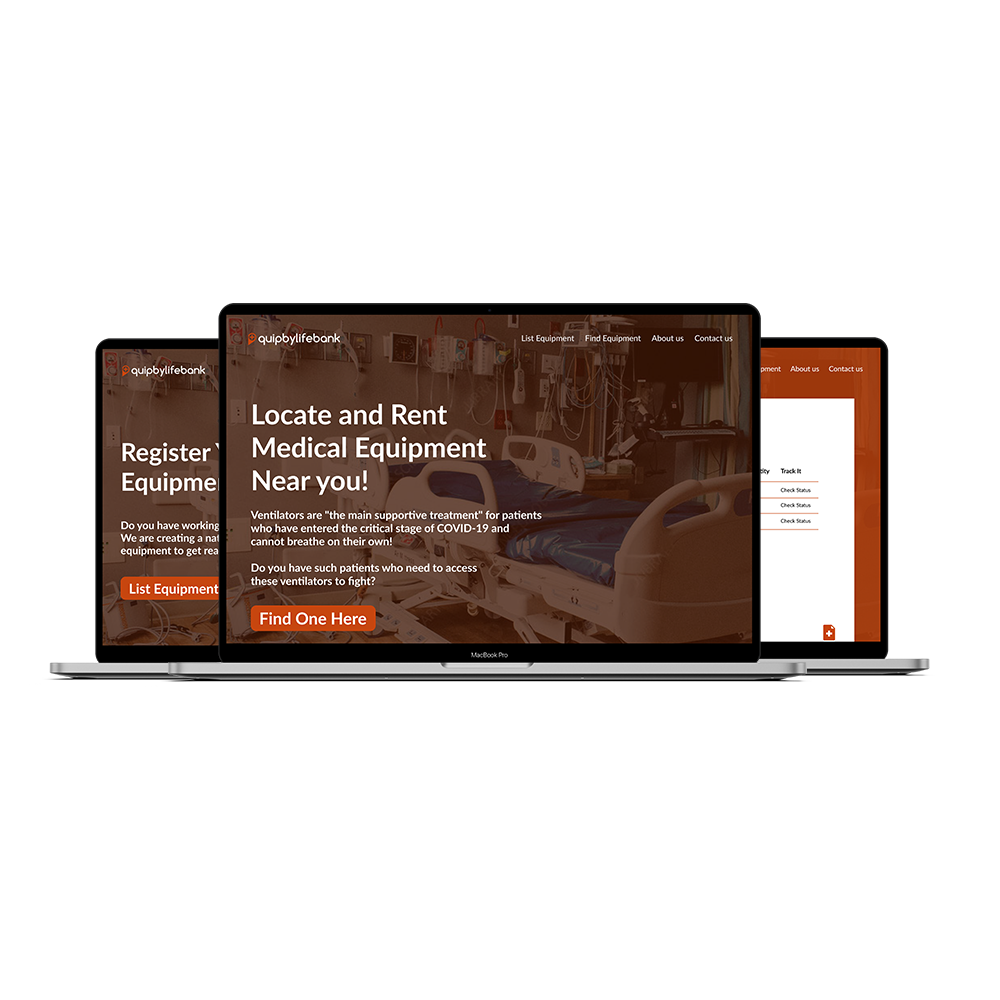 quipbylifebank
Register
Equipme
Do you have working
We are creating a nat
equipment to get rea
List Equipment
quipbylifebank
List Equipment Find Equipment About us Contact us
Locate and Rent
Medical Equipment
Near you!
Ventilators are "the main supportive treatment" for patients
who have entered the critical stage of COVID-19 and
cannot breathe on their own!
Do you have such patients who need to access
these ventilators to fight?
Find One Here
MacBook Pro
pment About us Contact us
tity Track It
Check Status
Check Status
Check Status